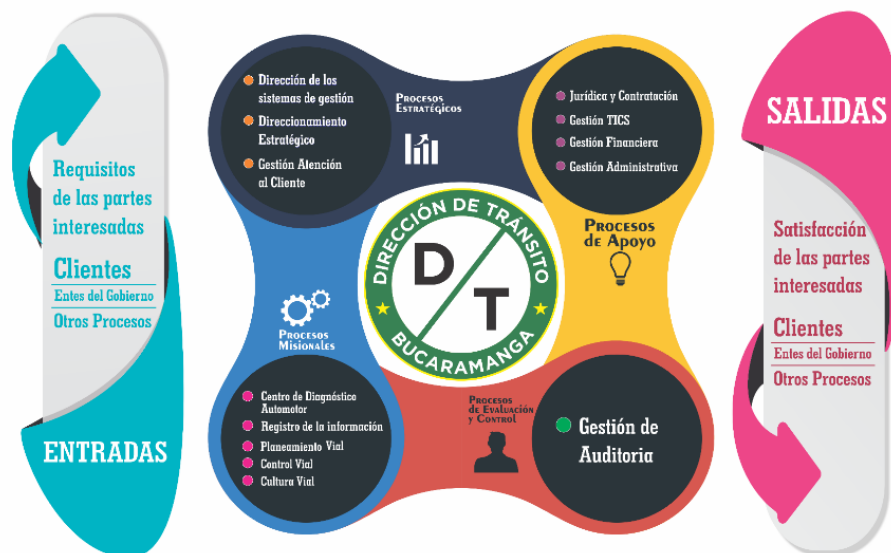 Requisitos
de las partes
interesadas
Clientes
Entes del Gobierno
Otros Procesos
ENTRADAS
Dirección de los
sistemas de gestión
Direccionamiento
Estratégico
Gestión Atención
al Cliente
Procesos
Estratégicos
Jurídica y Contratación
Gestión TICS
Gestión Financiera
Gestión Administrativa
Procesos
de Apoyo
DIRECCIÓN DE TRÁNSITO
D
T
BUCARAMANGA
Procesos
Misionales
Centro de Diagnóstico
Automotor
Registro de la información
Planeamiento Vial
Control Vial
Cultura Vial
Procesos
de Evaluación
y Control
Gestión de
Auditoria
SALIDAS
Satisfacción
de las partes
interesadas
Clientes
Entes del Gobierno
Otros Procesos